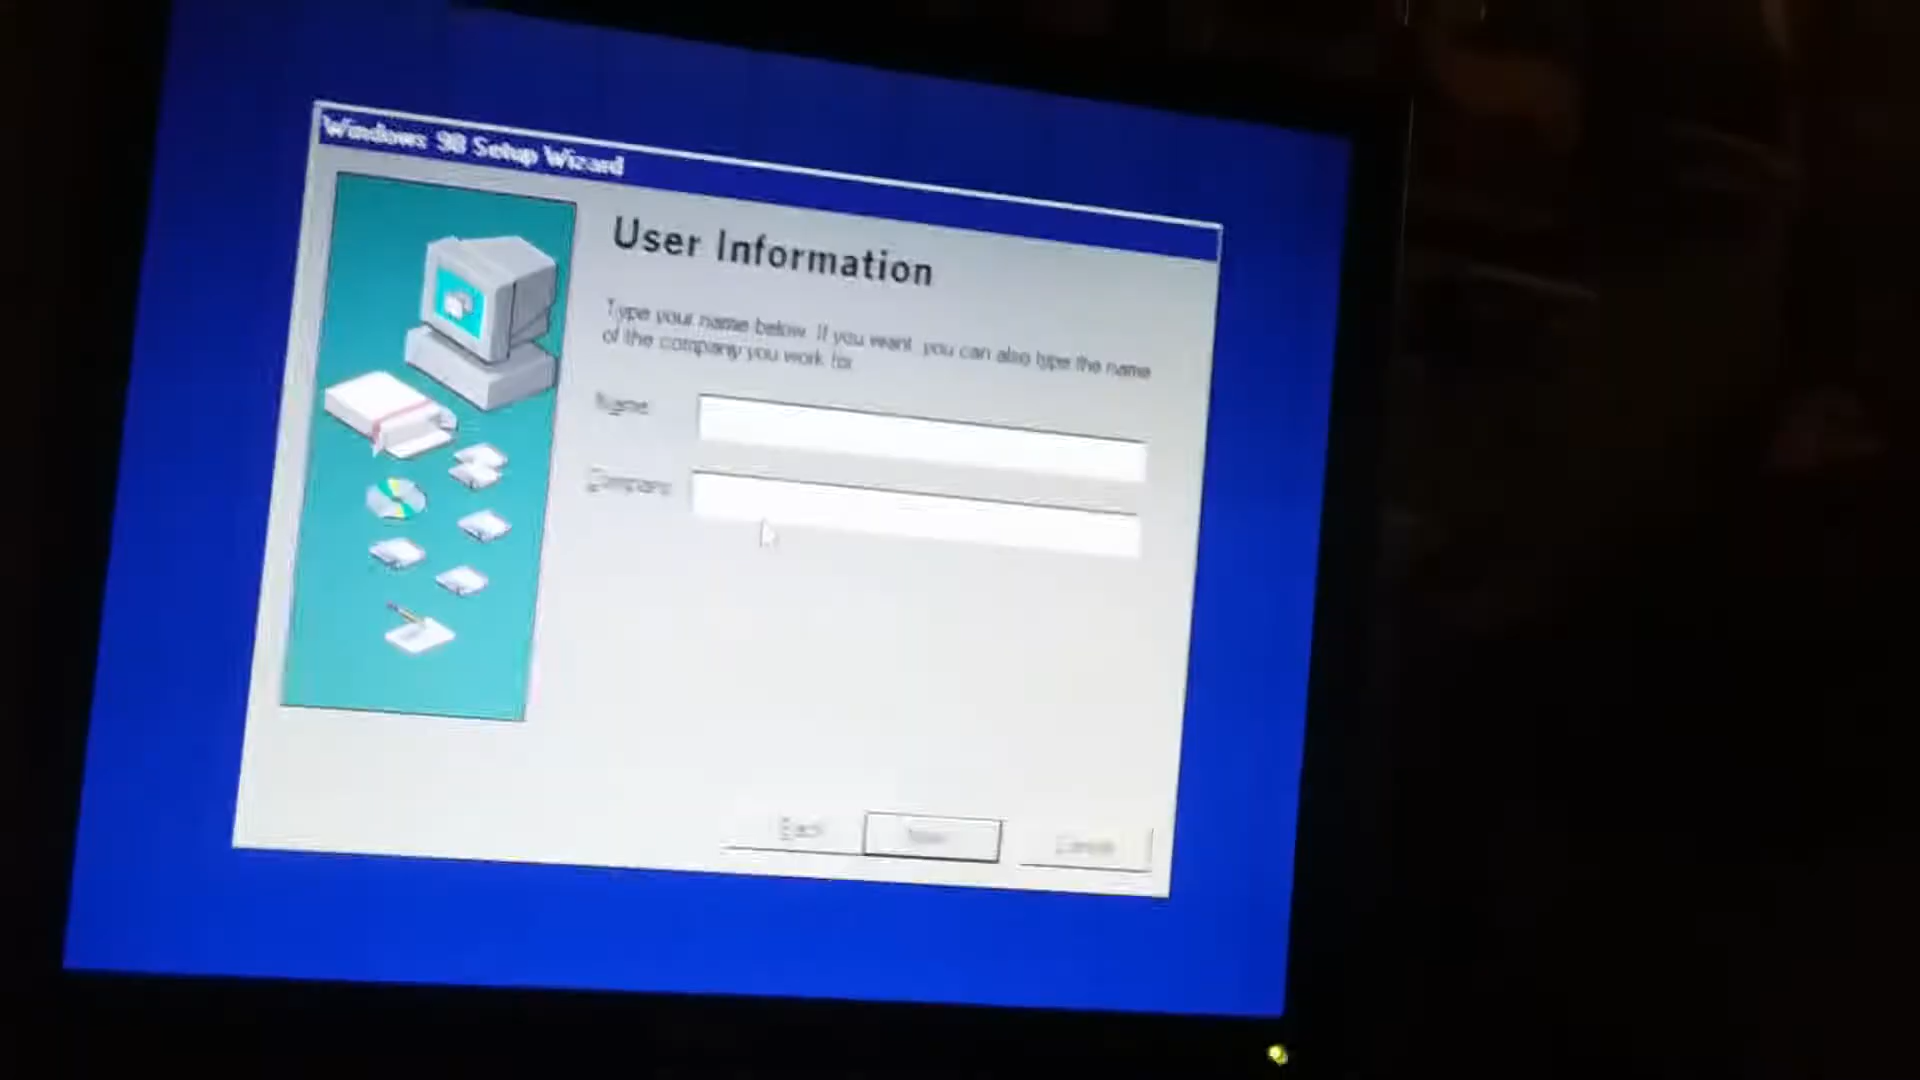 Windows 98 Setup Wizard
User Information
Type your name below. If you want, you can also type the name
of the company you work for.
Name:
Company:
Back
Next
Cancel